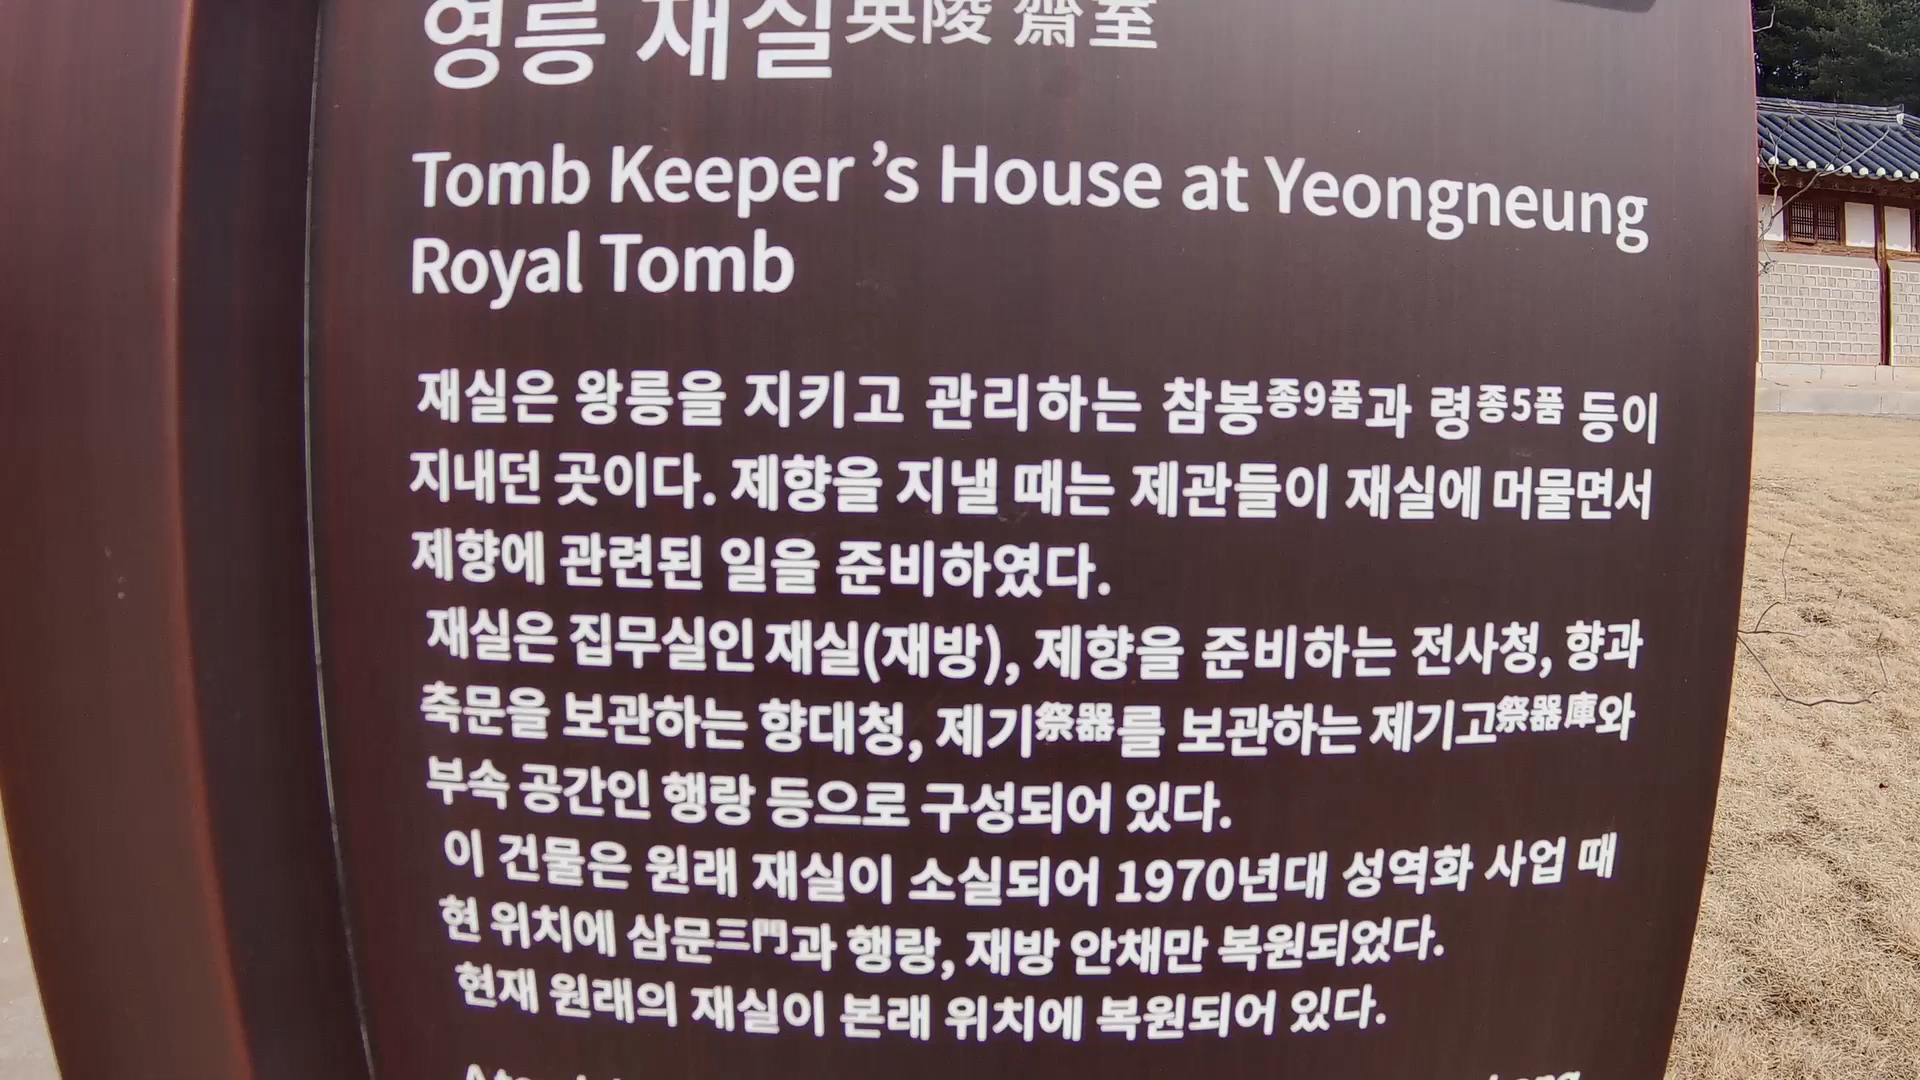 영릉 재실英陵 齋室
Tomb Keeper ’s House at Yeongneung
Royal Tomb
재실은 왕릉을 지키고 관리하는 참봉종9품과 령종5품 등이
지내던 곳이다. 제향을 지낼 때는 제관들이 재실에 머물면서
제향에 관련된 일을 준비하였다.
재실은 집무실인 재실(재방), 제향을 준비하는 전사청, 향과
축문을 보관하는 향대청, 제기祭器를 보관하는 제기고祭器庫와
부속 공간인 행랑 등으로 구성되어 있다.
이 건물은 원래 재실이 소실되어 1970년대 성역화 사업 때
현 위치에 삼문三門과 행랑, 재방 안채만 복원되었다.
현재 원래의 재실이 본래 위치에 복원되어 있다.